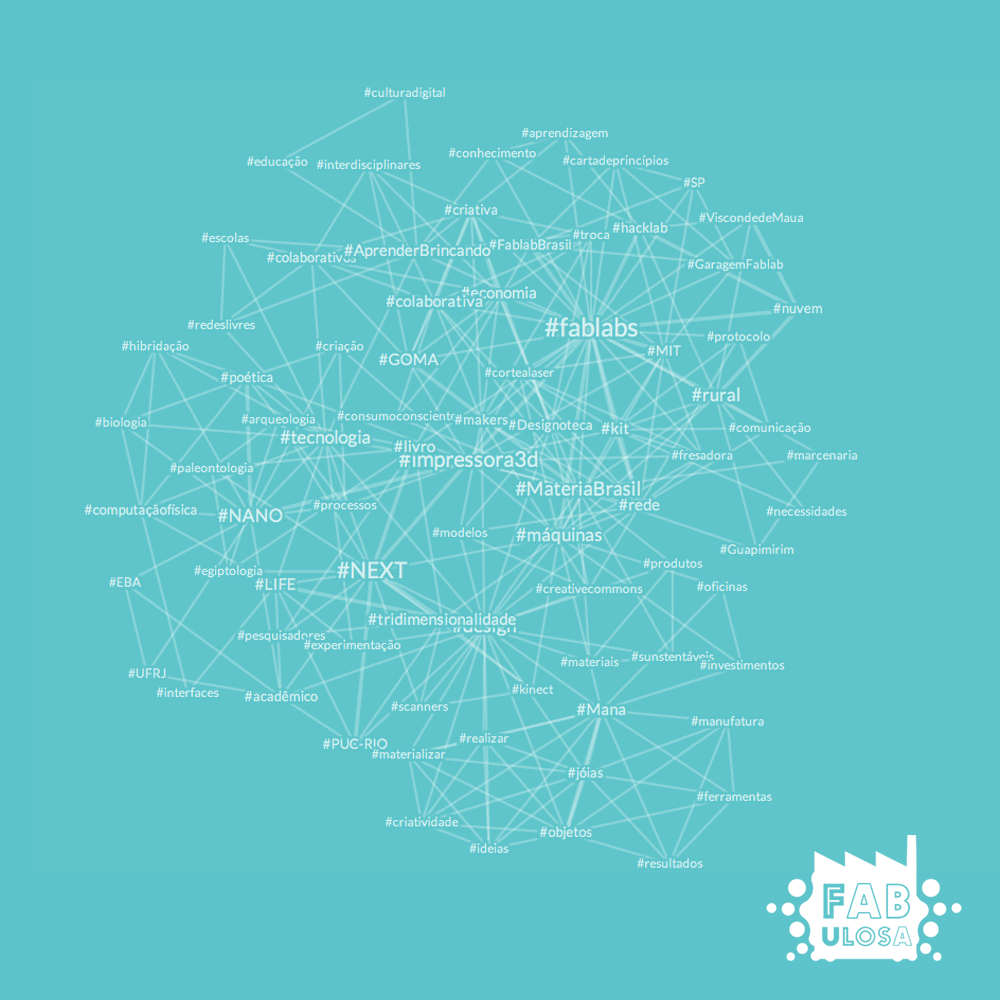 #culturadigital
#aprendizagem
#conhecimento
#cartadeprincípios
#educação
#interdisciplinares
#SP
#criativa
#ViscondedeMaua
#hacklab
#troca
#escolas
#FablabBrasil
#AprenderBrincando
#colaborativos
#GaragemFablab
#economia
#colaborativa
#nuvem
#redeslivres
#fablabs
#protocolo
#hibridação
#criação
#MIT
#GOMA
#cortealaser
#poética
#rural
#biologia
#arqueologia
#consumoconsciente
#makers
#Designoteca
#kit
#comunicação
#tecnologia
#livro
#impressora3d
#fresadora
#marcenaria
#paleontologia
#MateriaBrasil
#computaçãofísica
#NANO
#processos
#rede
#necessidades
#modelos
#máquinas
#Guapimirim
#produtos
#NEXT
#egiptologia
#EBA
#LIFE
#creativecommons
#oficinas
#tridimensionalidade
#design
#pesquisadores
#experimentação
#materiais
#sunstentáveis
#investimentos
#UFRJ
#interfaces
#acadêmico
#kinect
#scanners
#Mana
#manufatura
#PUC-RIO
#materializar
#realizar
#jóias
#ferramentas
#criatividade
#objetos
#ideias
#resultados
FAB
ULOSA